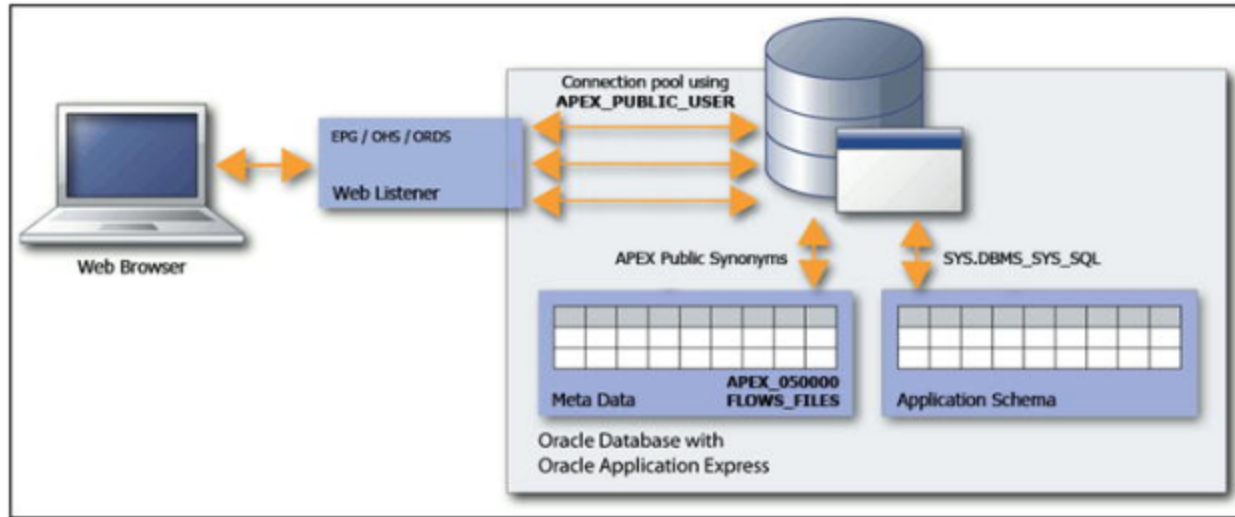 Connection pool using
APEX_PUBLIC_USER
EPG / OHS / ORDS
Web Listener
Web Browser
APEX Public Synonyms
SYS.DBMS_SYS_SQL
APEX_050000
Meta Data
FLOWS_FILES
Application Schema
Oracle Database with
Oracle Application Express